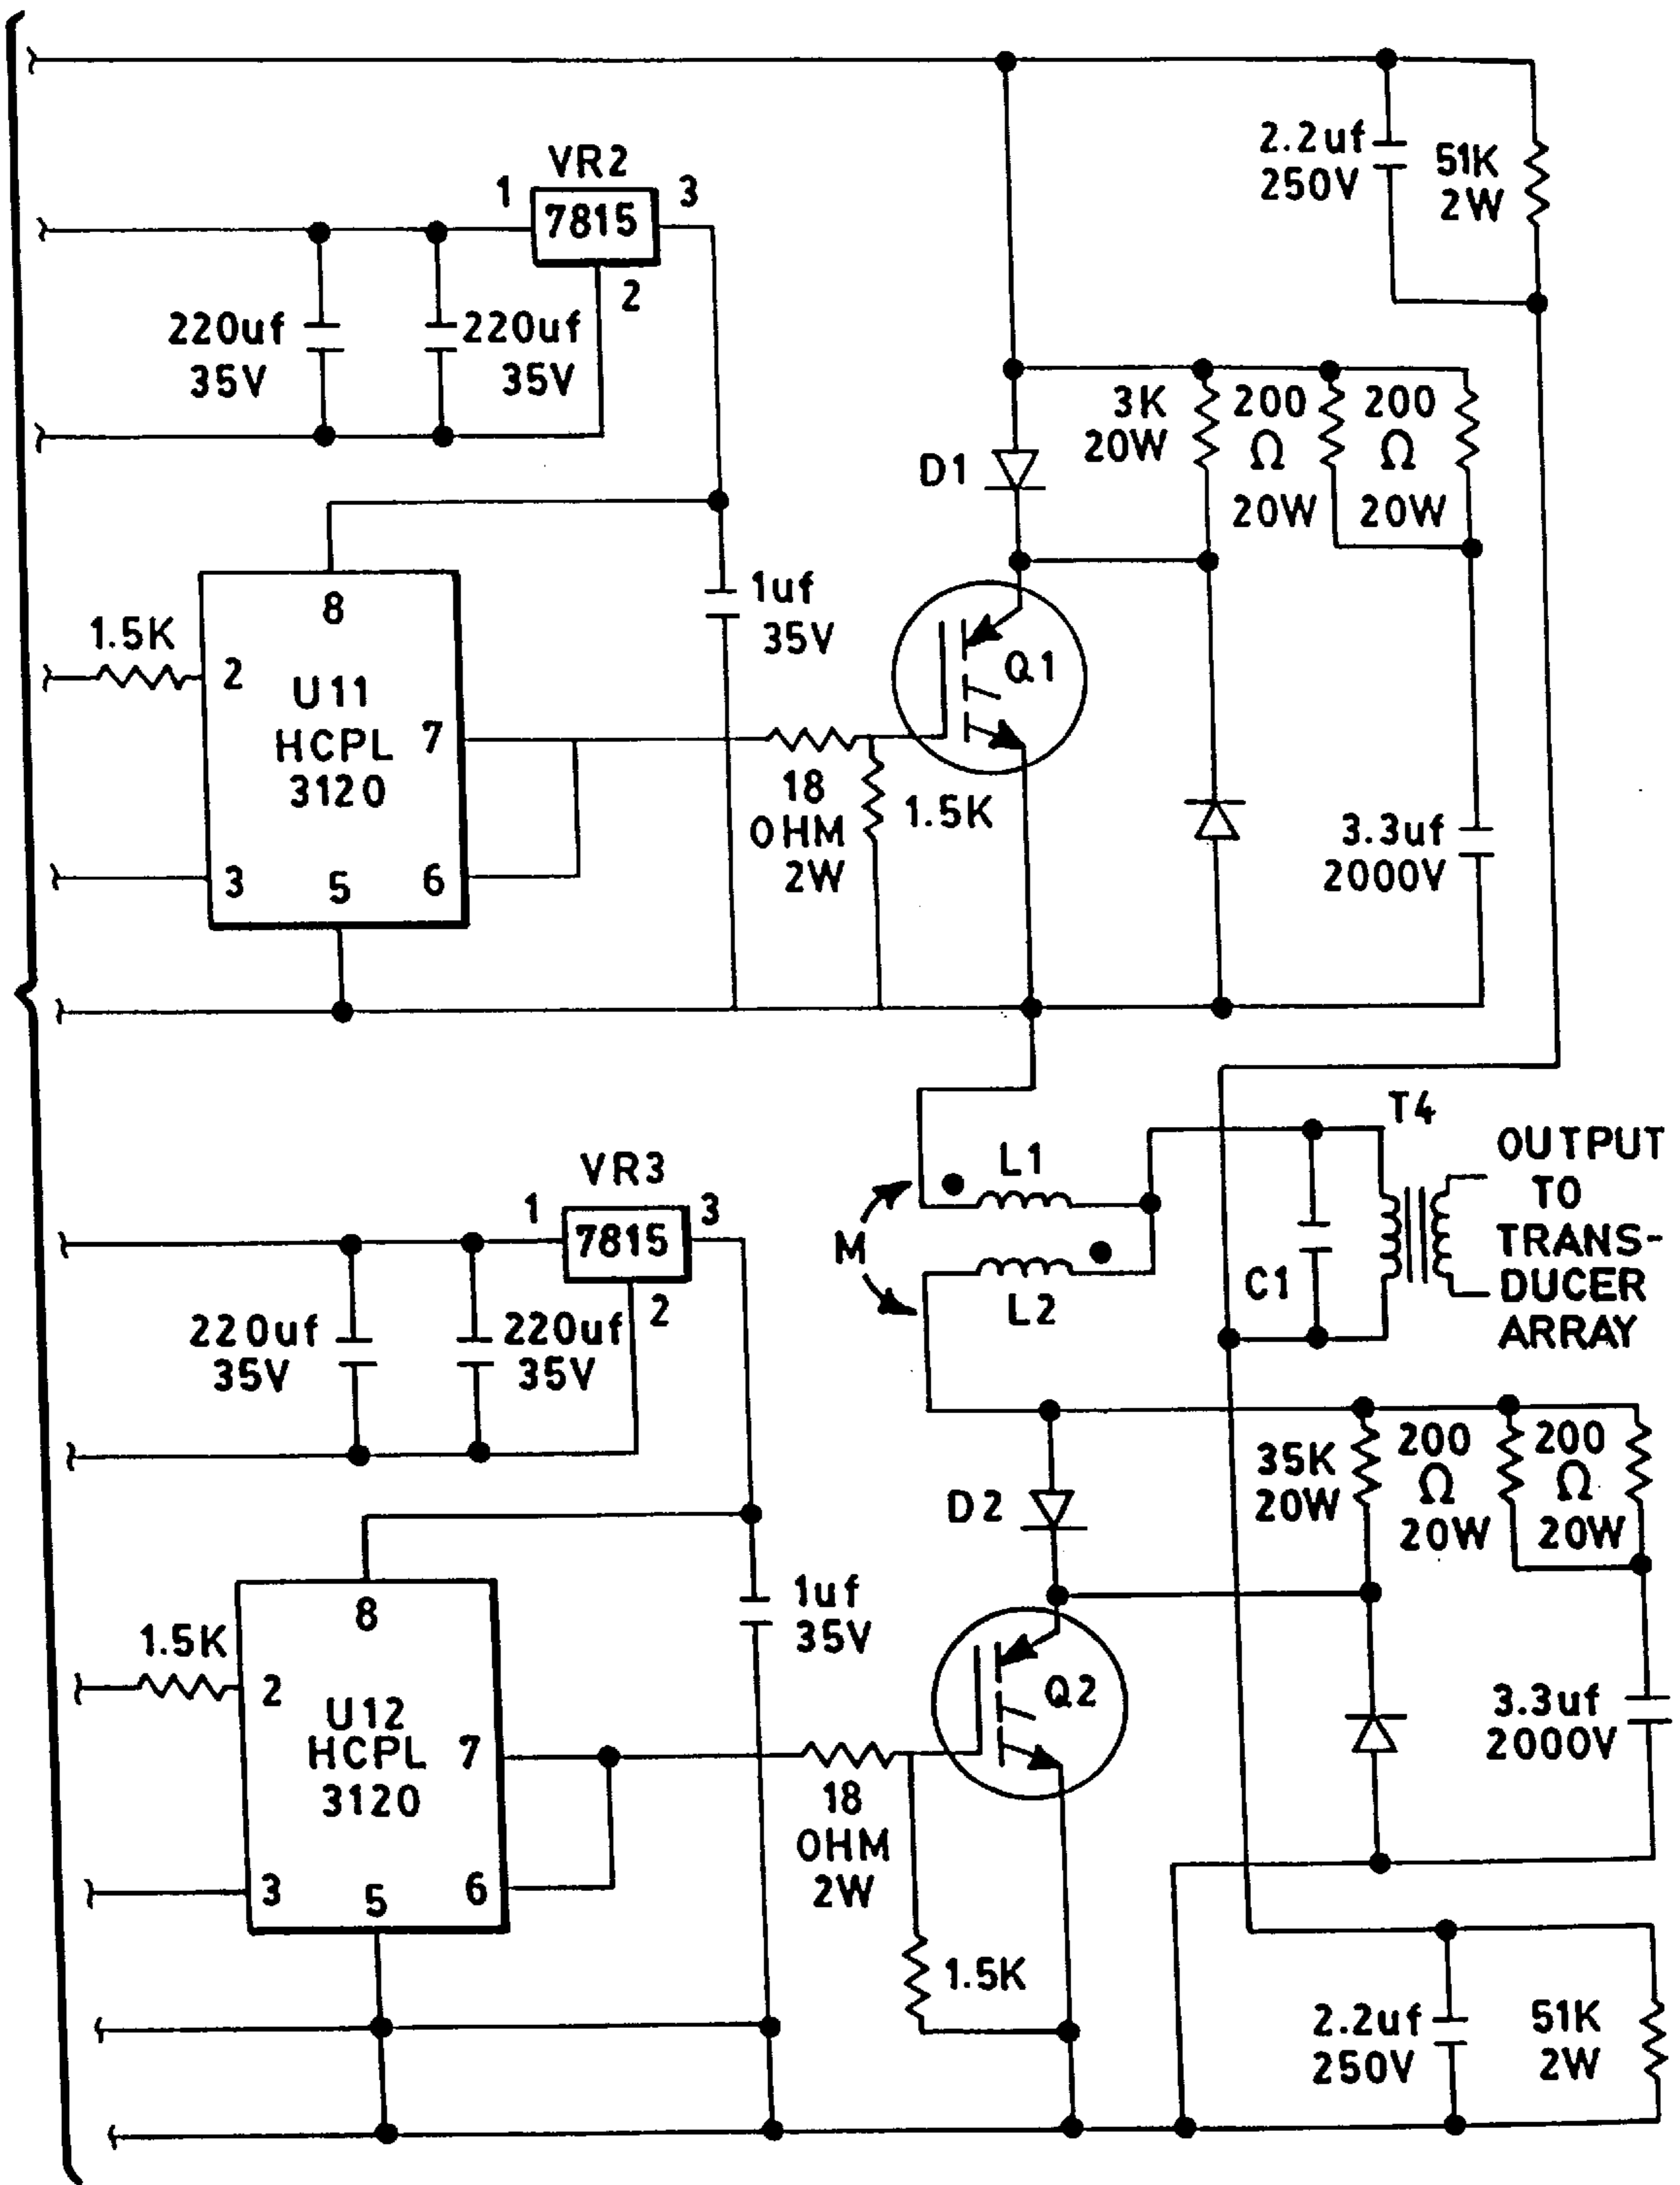 2.2uf
250V
51K
2W
VR2
1
7815
3
2
220uf
35V
220uf
35V
3K
20W
200
Ω
20W
200
Ω
20W
D1
1uf
35V
1.5K
8
2
U11
HCPL
3120
7
3
5
6
Q1
18
OHM
2W
1.5K
3.3uf
2000V
T4
OUTPUT
TO
TRANS-
DUCER
ARRAY
L1
M
L2
C1
VR3
1
7815
3
2
220uf
35V
220uf
35V
35K
20W
200
Ω
20W
200
Ω
20W
D2
1uf
35V
1.5K
8
2
U12
HCPL
3120
7
3
5
6
Q2
18
OHM
2W
1.5K
3.3uf
2000V
2.2uf
250V
51K
2W